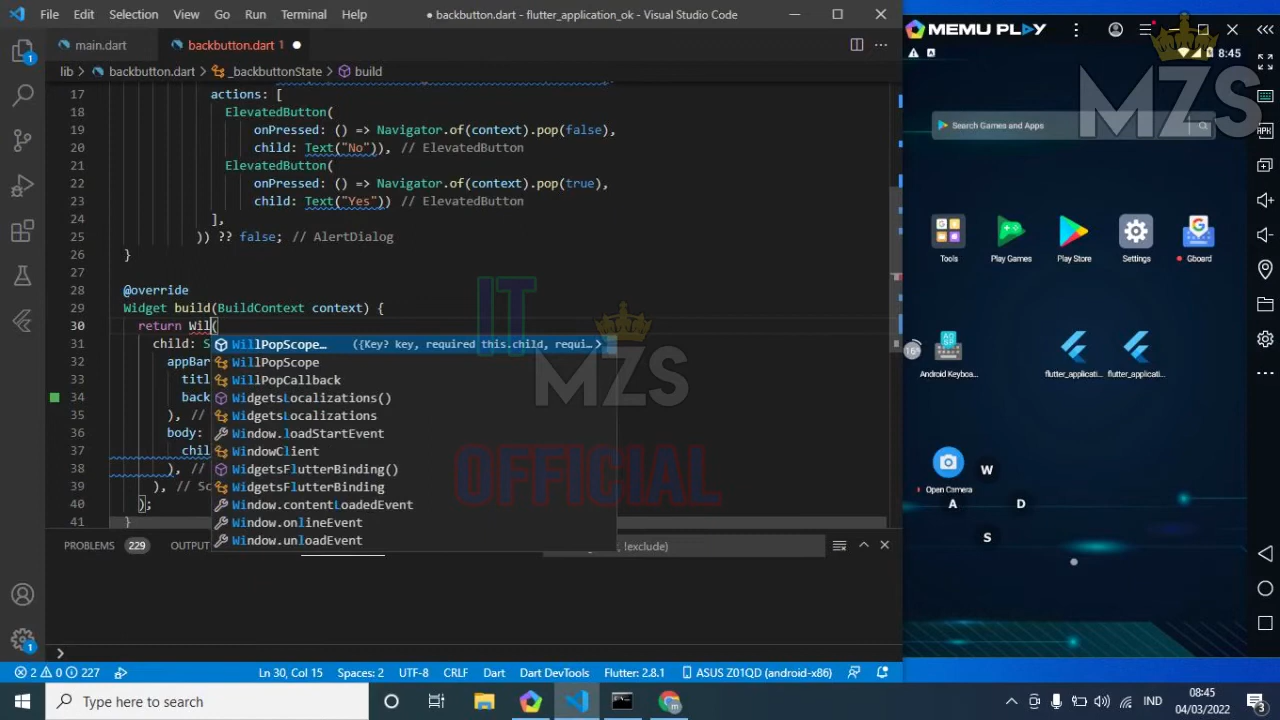 File Edit Selection View Go Run Terminal Help
● backbutton.dart - flutter_application_ok - Visual Studio Code
main.dart
backbutton.dart 1 ●
lib > backbutton.dart > _backbuttonState > build
17 actions: [
18 ElevatedButton(
19 onPressed: () => Navigator.of(context).pop(false),
20 child: Text("No")), // ElevatedButton
21 ElevatedButton(
22 onPressed: () => Navigator.of(context).pop(true),
23 child: Text("Yes")) // ElevatedButton
24 ],
25 )) ?? false; // AlertDialog
26 }
27
28 @override
29 Widget build(BuildContext context) {
30 return Wil(
31 child: S
32 appBar
33 titl
34 back
35 ), //
36 body:
37 chil
38 ), //
39 ), // Sc
40 );
41 }
WillPopScope… ({Key? key, required this.child, requi…
WillPopScope
WillPopCallback
WidgetsLocalizations()
WidgetsLocalizations
Window.loadStartEvent
WindowClient
WidgetsFlutterBinding()
WidgetsFlutterBinding
Window.contentLoadedEvent
Window.onlineEvent
Window.unloadEvent
IT
MZS
OFFICIAL
PROBLEMS 229 OUTPUT
!exclude)
1
1
2 0 227
Ln 30, Col 15 Spaces: 2 UTF-8 CRLF Dart Dart DevTools Flutter: 2.8.1 ASUS Z01QD (android-x86)
MEMU PLAY
8:45
MZS
APK
Search Games and Apps
Tools Play Games Play Store Settings Gboard
16°
Android Keyboa... flutter_applicati... flutter_applicati...
Open Camera
W
A D
S
Type here to search
IND
08:45
04/03/2022
3